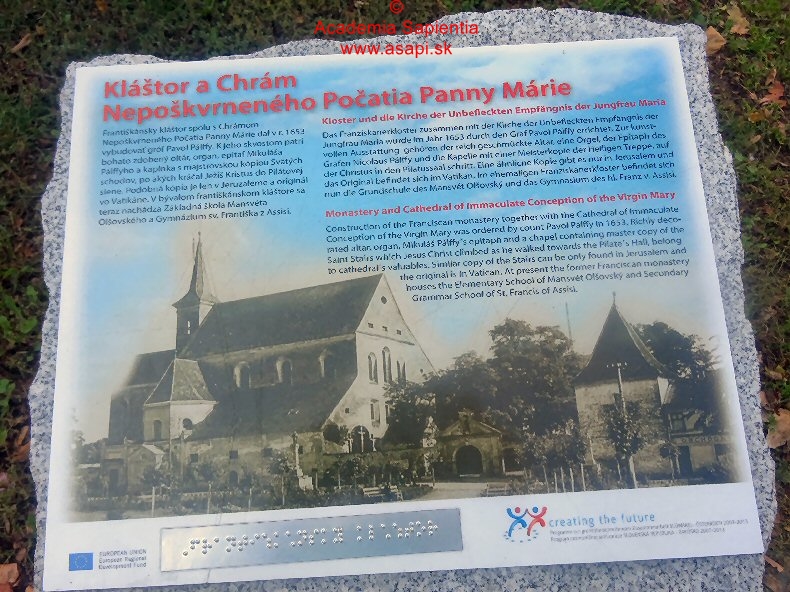 ©
Academia Sapientia
www.asapi.sk
Kláštor a Chrám
Nepoškvrneného Počatia Panny Márie
Františkánsky kláštor spolu s Chrámom
Nepoškvrneného Počatia Panny Márie dal v r. 1653
vybudovať gróf Pavol Pálffy. K jeho skvostom patrí
bohato zdobený oltár, organ, epitaf Mikuláša
Pálffyho a kaplnka s majstrovskou kópiou Svätých
schodov, po akých kráčal Ježiš Kristus do Pilátovej
siene. Podobná kópia je len v Jeruzaleme a originál
vo Vatikáne. V bývalom františkánskom kláštore sa
teraz nachádza Základná škola Mansvéta
Olšovského a Gymnázium sv. Františka z Assisi.
Kloster und die Kirche der Unbefleckten Empfängnis der Jungfrau Maria
Das Franziskanerkloster zusammen mit der Kirche der Unbefleckten Empfängnis der
Jungfrau Maria wurde im Jahr 1653 durch den Graf Pavol Pálffy errichtet. Zur kunst-
vollen Ausstattung gehören der reich geschmückte Altar, eine Orgel, der Epitaph des
Grafen Nicolaus Pálffy und die Kapelle mit einer Meisterkopie der Heiligen Treppe, auf
der Christus in den Pilatussaal schritt. Eine ähnliche Kopie gibt es nur in Jerusalem und
das Original befindet sich im Vatikan. Im ehemaligen Franziskanerkloster befindet sich
nun die Grundschule des Mansvét Olšovský und das Gymnasium des hl. Franz v. Assisi.
Monastery and Cathedral of Immaculate Conception of the Virgin Mary
Construction of the Franciscan monastery together with the Cathedral of Immaculate
Conception of the Virgin Mary was ordered by count Pavol Pálffy in 1653. Richly deco-
rated altar, organ, Mikuláš Pálffy's epitaph and a chapel containing master copy of the
Saint Stairs which Jesus Christ climbed as he walked towards the Pilate's Hall, belong
to cathedral's valuables. Similar copy of the Stairs can be only found in Jerusalem and
the original is in Vatican. At present the former Franciscan monastery
houses the Elementary School of Mansvét Olšovský and Secondary
Grammar School of St. Francis of Assisi.
EUROPEAN UNION
European Regional
Development Fund
creating the future